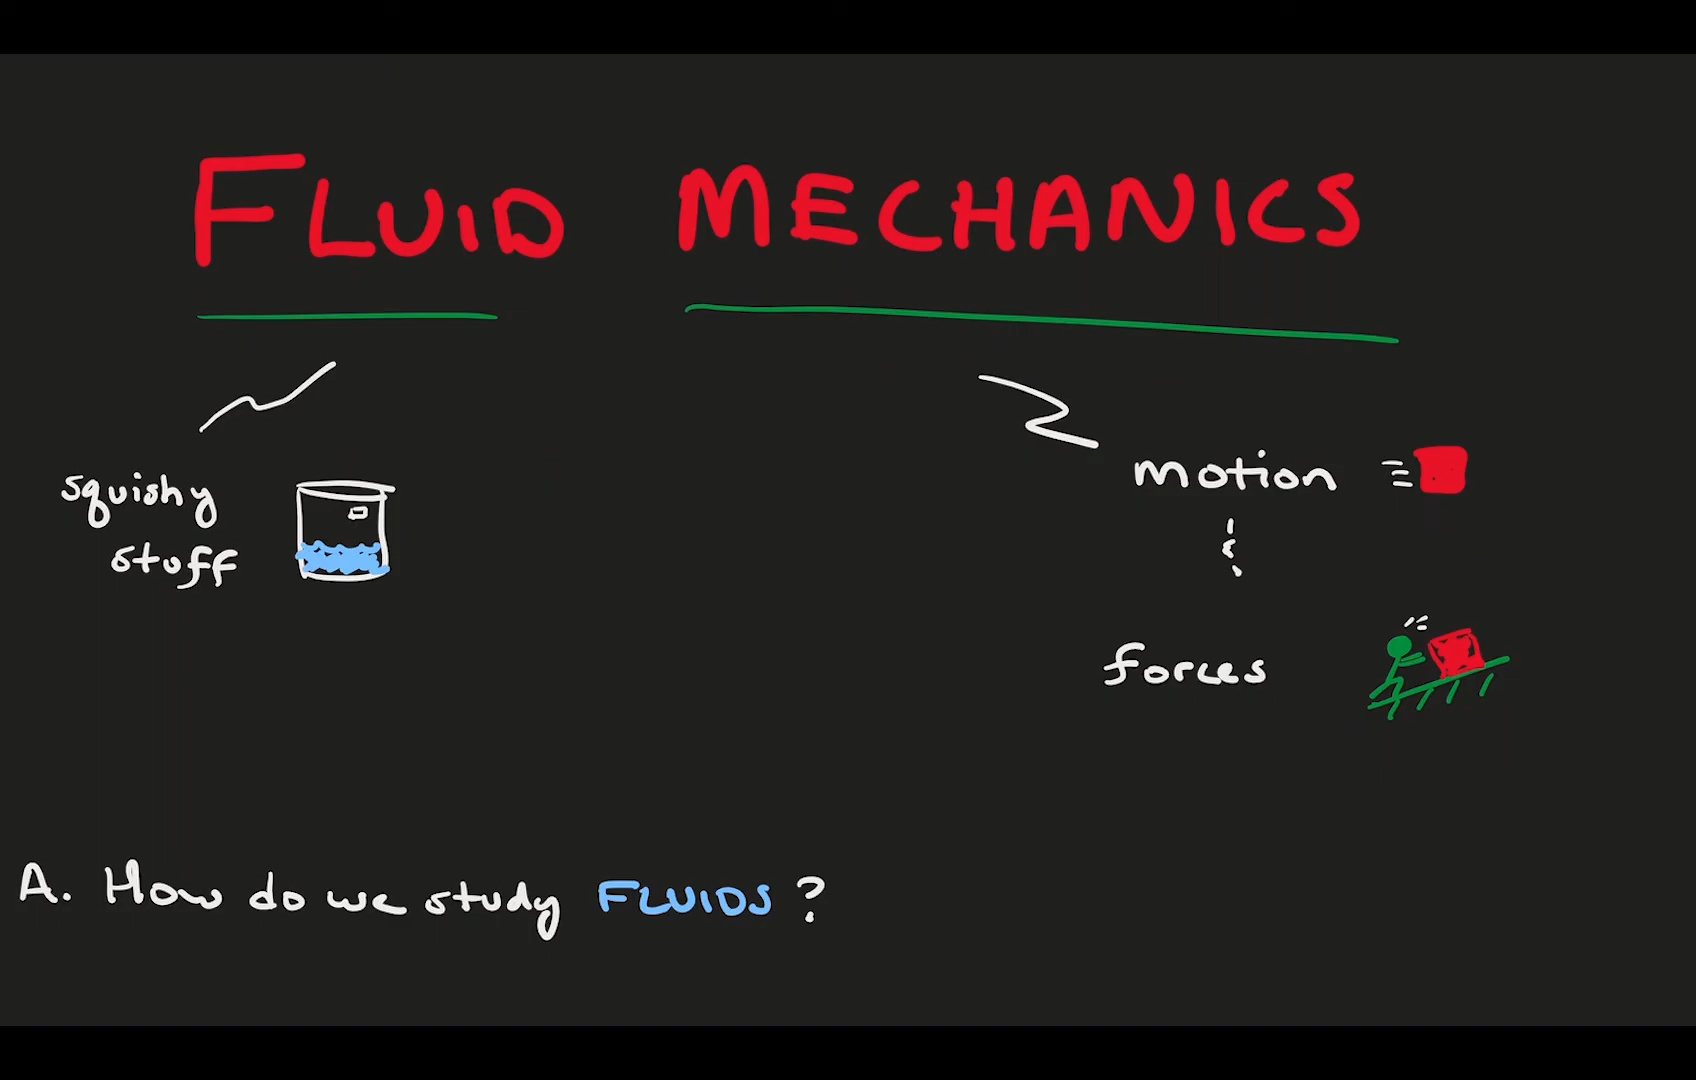 FLUID MECHANICS
squishy
stuff
motion
&
forces
A. How do we study FLUIDS?